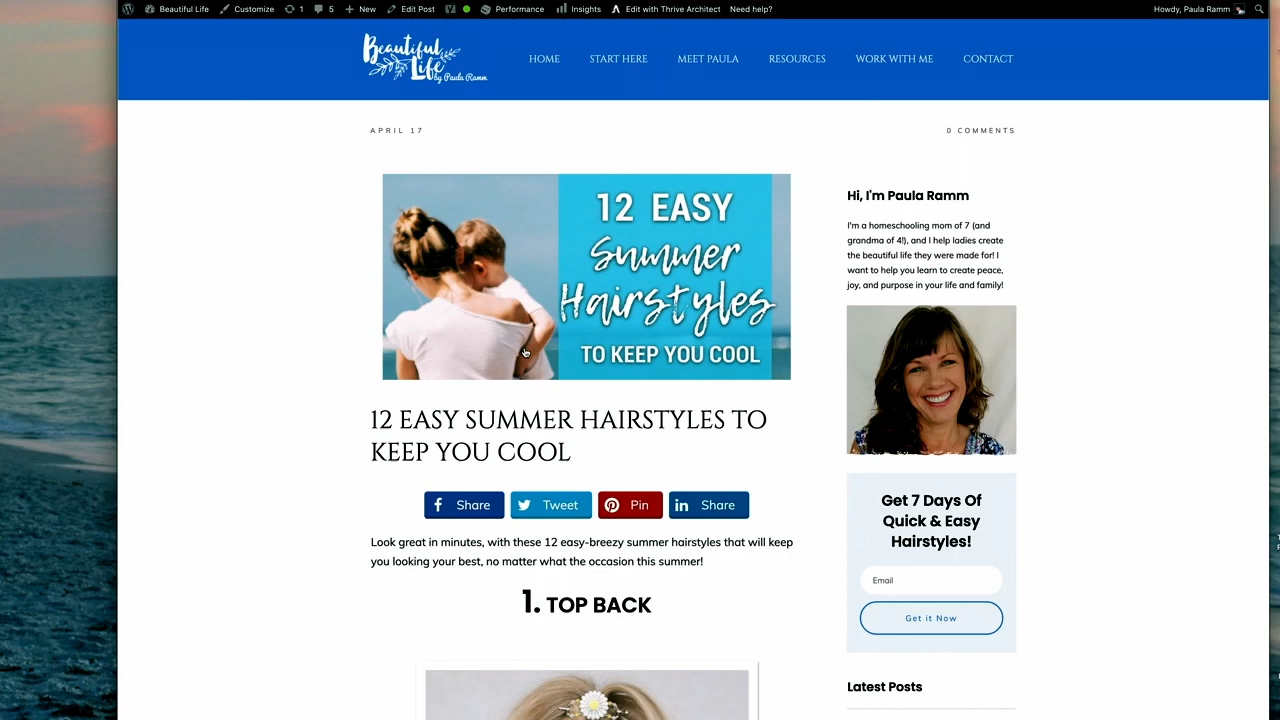 Beautiful Life Customize 1 5 New Edit Post Performance Insights Edit with Thrive Architect Need help? Howdy, Paula Ramm
Beautiful
Life
by Paula Ramm
HOME START HERE MEET PAULA RESOURCES WORK WITH ME CONTACT
APRIL 17
0 COMMENTS
12 EASY
Summer
Hairstyles
TO KEEP YOU COOL
12 EASY SUMMER HAIRSTYLES TO
KEEP YOU COOL
Share Tweet Pin Share
Look great in minutes, with these 12 easy-breezy summer hairstyles that will keep
you looking your best, no matter what the occasion this summer!
1. TOP BACK
Hi, I'm Paula Ramm
I'm a homeschooling mom of 7 (and
grandma of 4!), and I help ladies create
the beautiful life they were made for! I
want to help you learn to create peace,
joy, and purpose in your life and family!
Get 7 Days Of
Quick & Easy
Hairstyles!
Email
Get it Now
Latest Posts